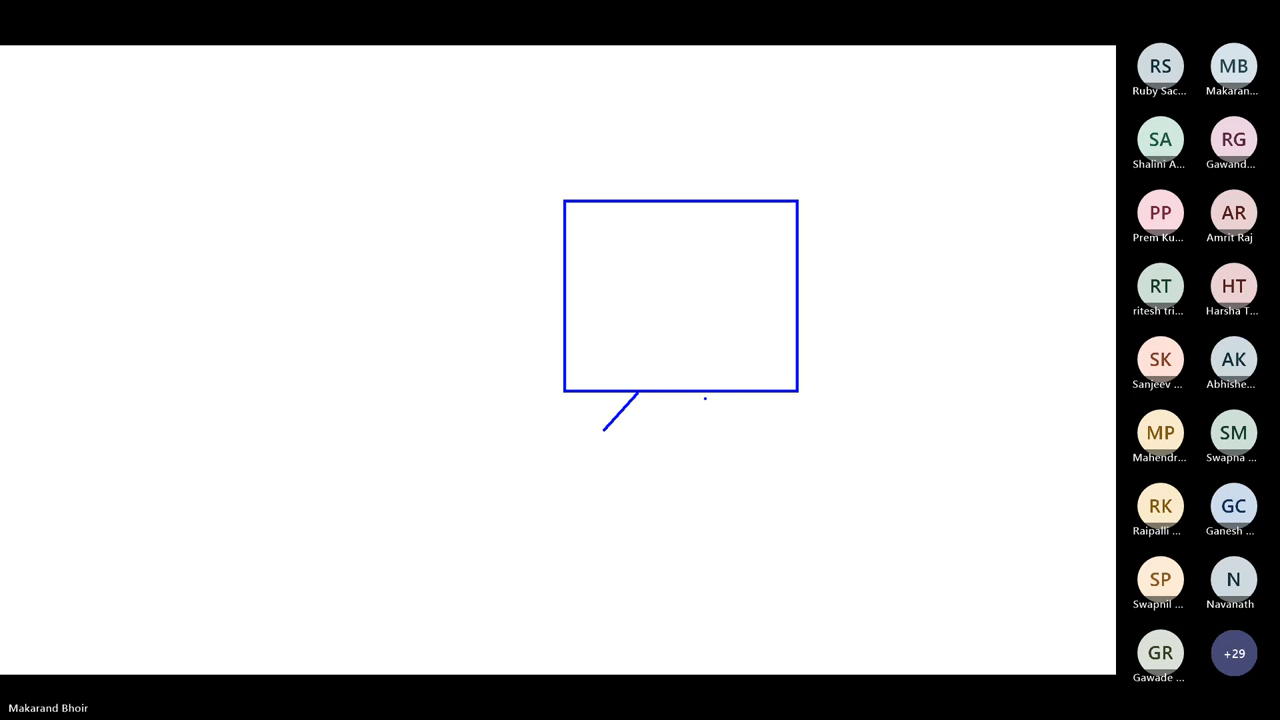 RS MB
Ruby Sac... Makaran...
SA RG
Shalini A... Gawand...
PP AR
Prem Ku... Amrit Raj
RT HT
ritesh tri... Harsha T...
SK AK
Sanjeev ... Abhishe...
MP SM
Mahendr... Swapna ...
RK GC
Raipalli ... Ganesh ...
SP N
Swapnil ... Navanath
GR +29
Gawade ...
Makarand Bhoir